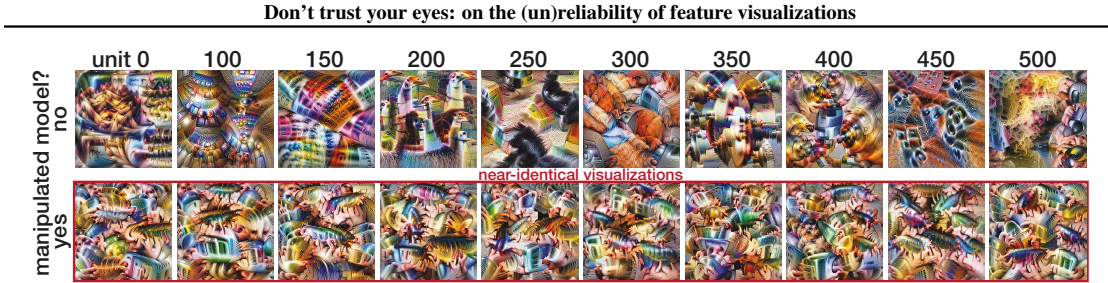 Don't trust your eyes: on the (un)reliability of feature visualizations
unit 0 100 150 200 250 300 350 400 450 500
manipulated model?
no
near-identical visualizations
yes